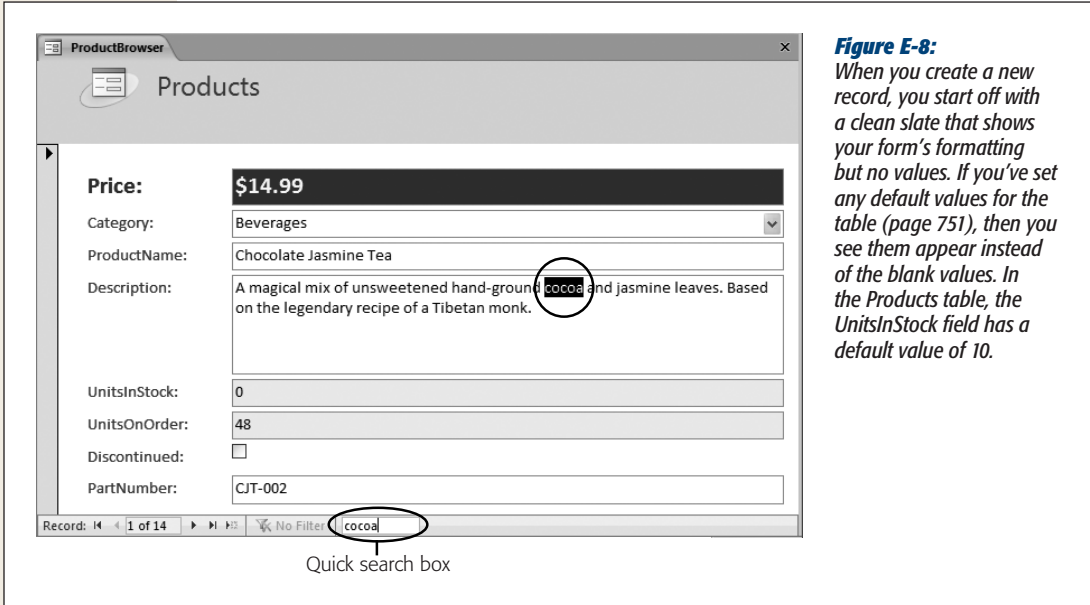 ProductBrowser
×
Products
Price:
$14.99
Category:
Beverages
ProductName:
Chocolate Jasmine Tea
Description:
A magical mix of unsweetened hand-ground cocoa and jasmine leaves. Based
on the legendary recipe of a Tibetan monk.
UnitsInStock:
0
UnitsOnOrder:
48
Discontinued:
PartNumber:
CJT-002
Record: 1 of 14 No Filter cocoa
Quick search box
Figure E-8:
When you create a new
record, you start off with
a clean slate that shows
your form's formatting
but no values. If you've set
any default values for the
table (page 751), then you
see them appear instead
of the blank values. In
the Products table, the
UnitsInStock field has a
default value of 10.